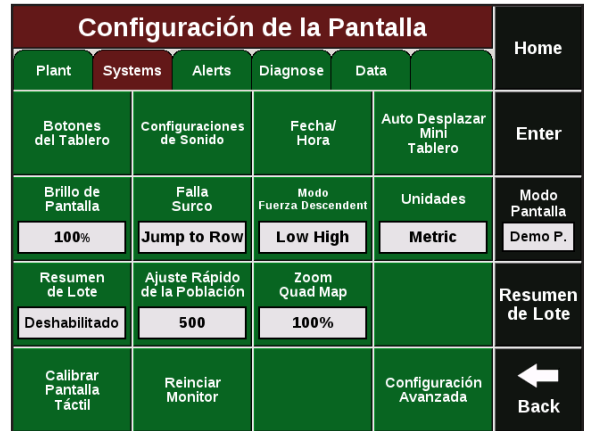 Configuración de la Pantalla
Home
Plant
Systems
Alerts
Diagnose
Data
Botones
del Tablero
Configuraciones
de Sonido
Fecha/
Hora
Auto Desplazar
Mini
Tablero
Enter
Brillo de
Pantalla
100%
Falla
Surco
Jump to Row
Modo
Fuerza Descendent
Low High
Unidades
Metric
Modo
Pantalla
Demo P.
Resumen
de Lote
Deshabilitado
Ajuste Rápido
de la Población
500
Zoom
Quad Map
100%
Resumen
de Lote
Calibrar
Pantalla
Táctil
Reinciar
Monitor
Configuración
Avanzada
Back